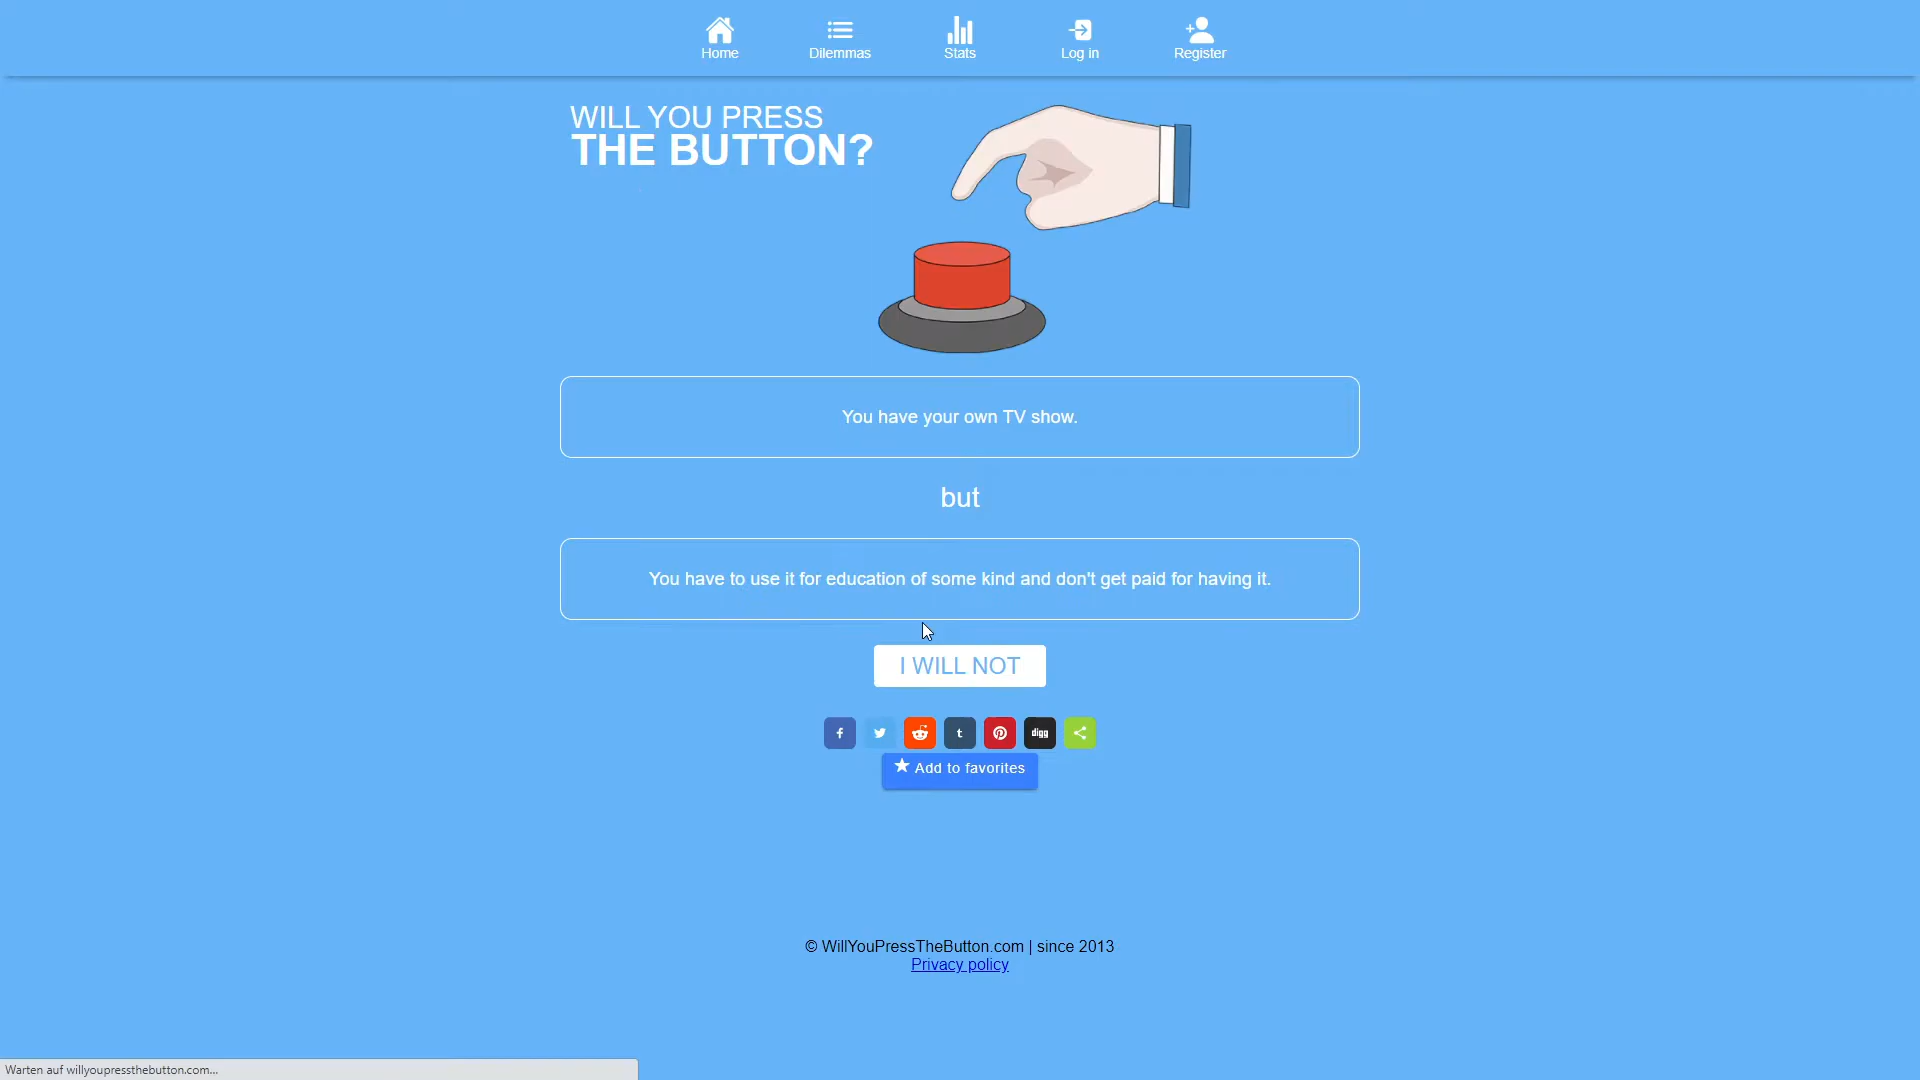 Home
Dilemmas
Stats
Log in
Register
WILL YOU PRESS
THE BUTTON?
You have your own TV show.
but
You have to use it for education of some kind and don't get paid for having it.
I WILL NOT
f
t
digg
★ Add to favorites
© WillYouPressTheButton.com | since 2013
Privacy policy
Warten auf willyoupressthebutton.com...